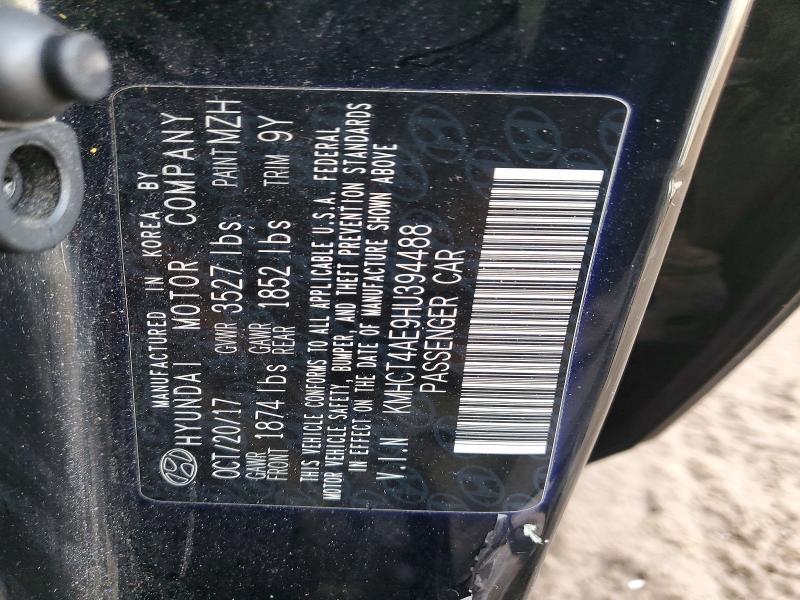 MANUFACTURED IN KOREA BY
HYUNDAI MOTOR COMPANY
OCT/20/17 GVWR 3527 lbs. PAINT MZH
GAWR FRONT 1874 lbs GAWR REAR 1852 lbs TRIM 9Y
THIS VEHICLE CONFORMS TO ALL APPLICABLE U.S.A. FEDERAL
MOTOR VEHICLE SAFETY, BUMPER, AND THEFT PREVENTION STANDARDS
IN EFFECT ON THE DATE OF MANUFACTURE SHOWN ABOVE
V.I.N KMHCT4AE9HU394488
PASSENGER CAR